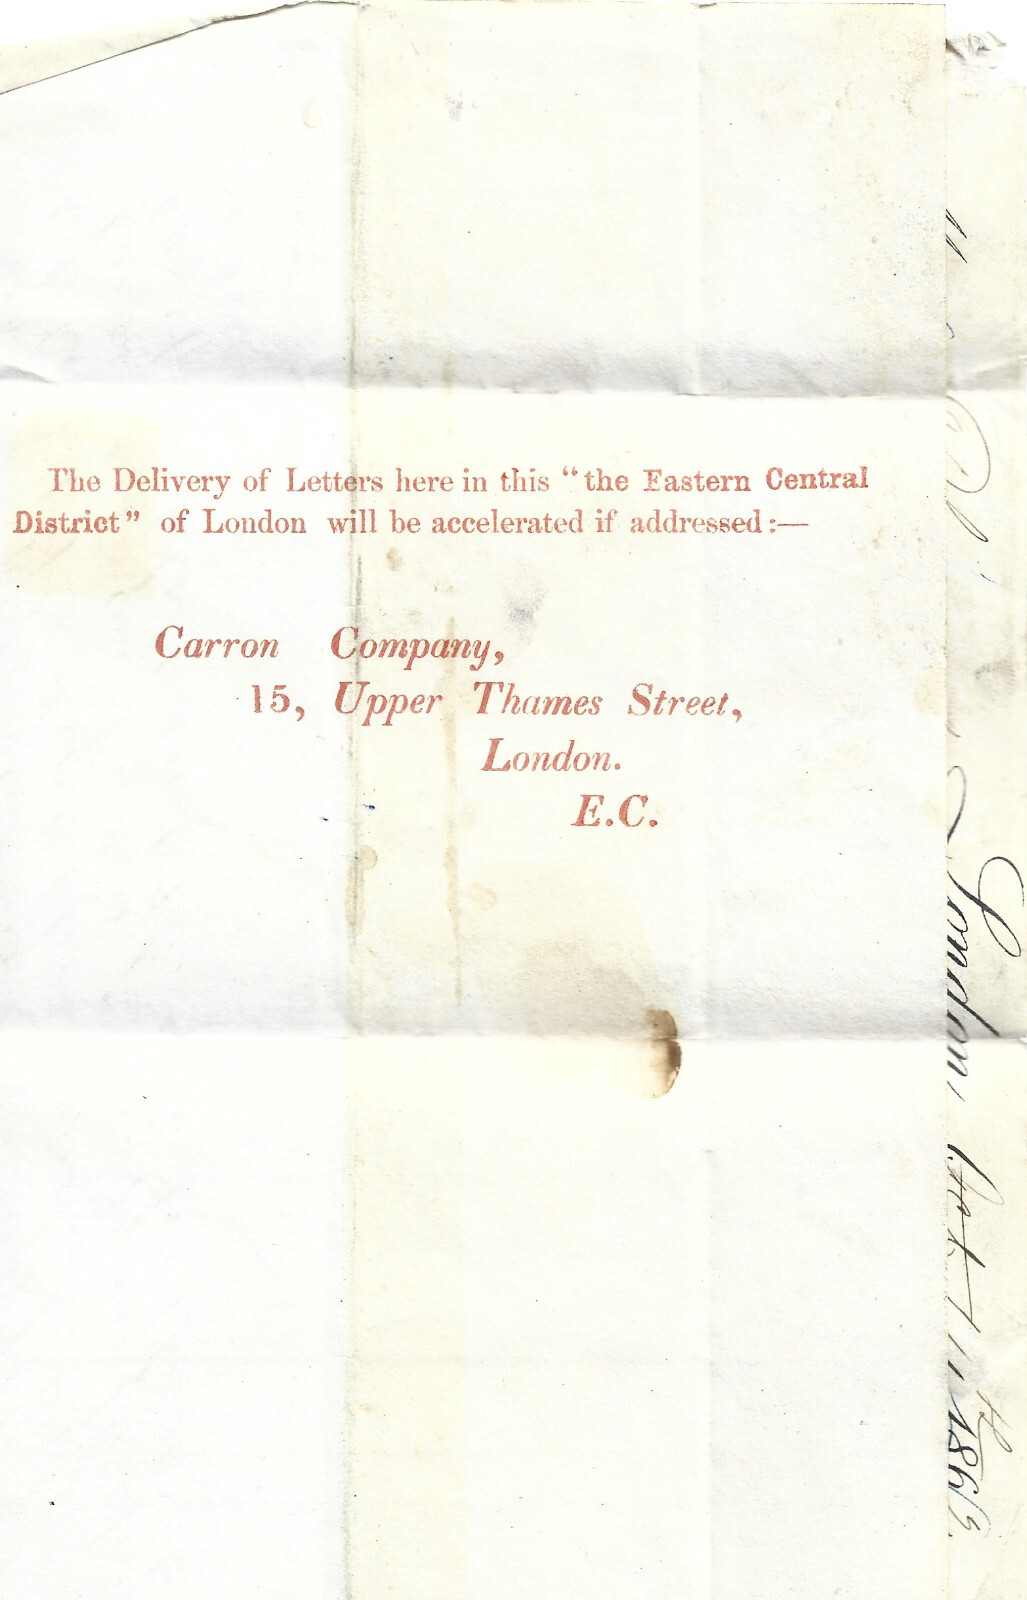 The Delivery of Letters here in this “the Eastern Central
District” of London will be accelerated if addressed:—
Carron Company,
15, Upper Thames Street,
London.
E.C.
London